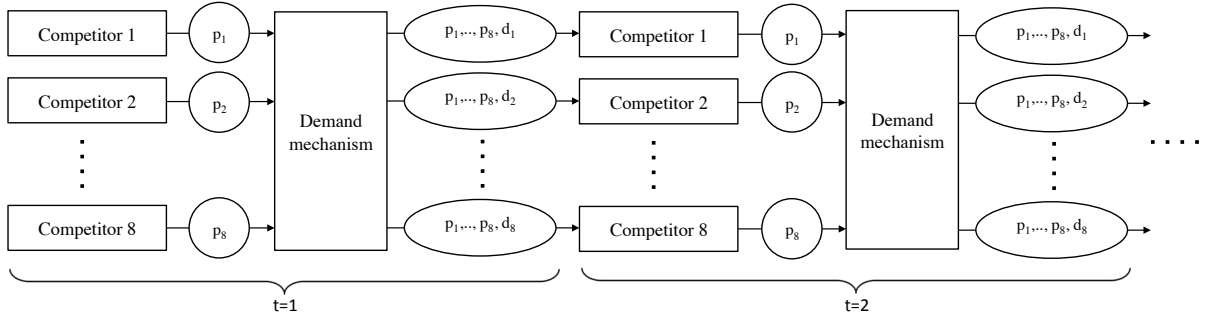 Competitor 1
p1
p1,.., p8, d1
Competitor 1
p1
p1,.., p8, d1
Competitor 2
p2
p1,.., p8, d2
Competitor 2
p2
p1,.., p8, d2
Demand
mechanism
Demand
mechanism
Competitor 8
p8
p1,.., p8, d8
Competitor 8
p8
p1,.., p8, d8
t=1
t=2